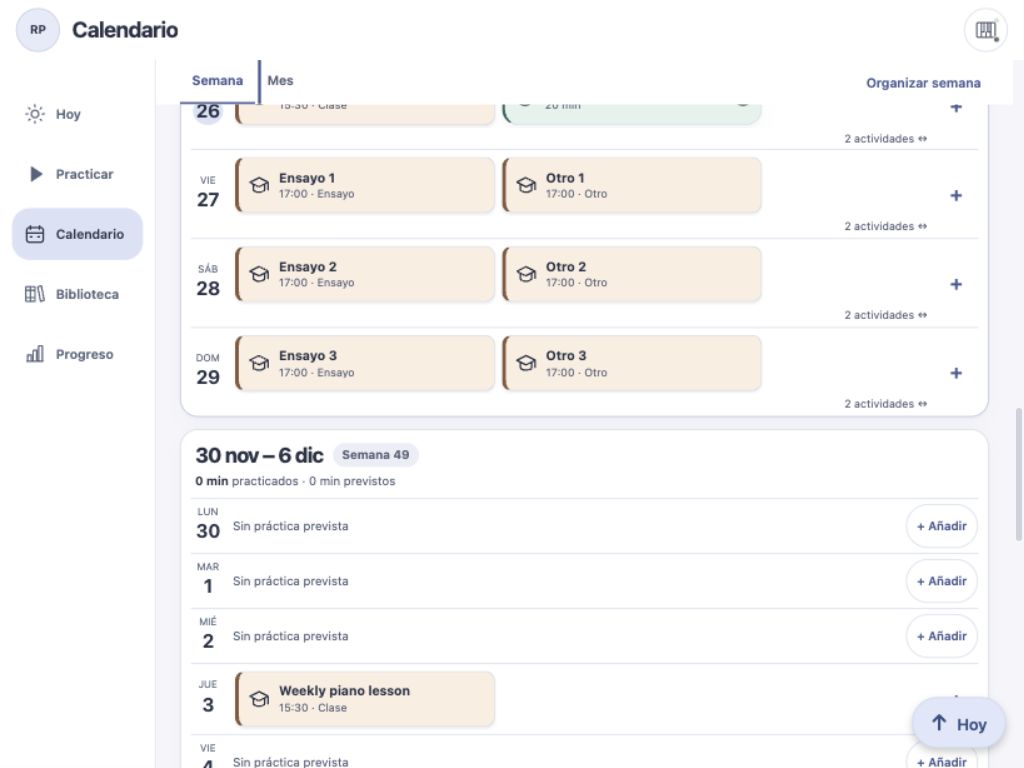 RP
Calendario
Semana
Mes
Organizar semana
Hoy
Practicar
Calendario
Biblioteca
Progreso
26
15:30 · Clase
20 min
+
2 actividades ⇔
VIE
27
Ensayo 1
17:00 · Ensayo
Otro 1
17:00 · Otro
+
2 actividades ⇔
SÁB
28
Ensayo 2
17:00 · Ensayo
Otro 2
17:00 · Otro
+
2 actividades ⇔
DOM
29
Ensayo 3
17:00 · Ensayo
Otro 3
17:00 · Otro
+
2 actividades ⇔
30 nov – 6 dic
Semana 49
0 min practicados · 0 min previstos
LUN
30
Sin práctica prevista
+ Añadir
MAR
1
Sin práctica prevista
+ Añadir
MIÉ
2
Sin práctica prevista
+ Añadir
JUE
3
Weekly piano lesson
15:30 · Clase
↑ Hoy
VIE
4
Sin práctica prevista
+ Añadir